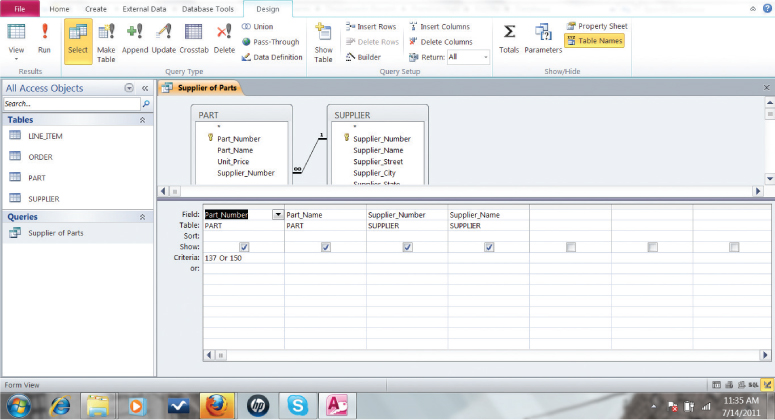 File Home Create External Data Database Tools Design
View Run Select Make Table Append Update Crosstab Delete Union Pass-Through Data Definition Show Table Insert Rows Delete Rows Builder Insert Columns Delete Columns Return: All Totals Parameters Property Sheet Table Names
Results Query Type Query Setup Show/Hide
All Access Objects
Search...
Tables
LINE_ITEM
ORDER
PART
SUPPLIER
Queries
Supplier of Parts
Supplier of Parts
PART
*
Part_Number
Part_Name
Unit_Price
Supplier_Number
∞ 1
SUPPLIER
*
Supplier_Number
Supplier_Name
Supplier_Street
Supplier_City
Supplier_State
Field: Part_Number Part_Name Supplier_Number Supplier_Name
Table: PART PART SUPPLIER SUPPLIER
Sort:
Show:
Criteria: 137 Or 150
or:
Form View SQL
hp S A
11:35 AM
7/14/2011